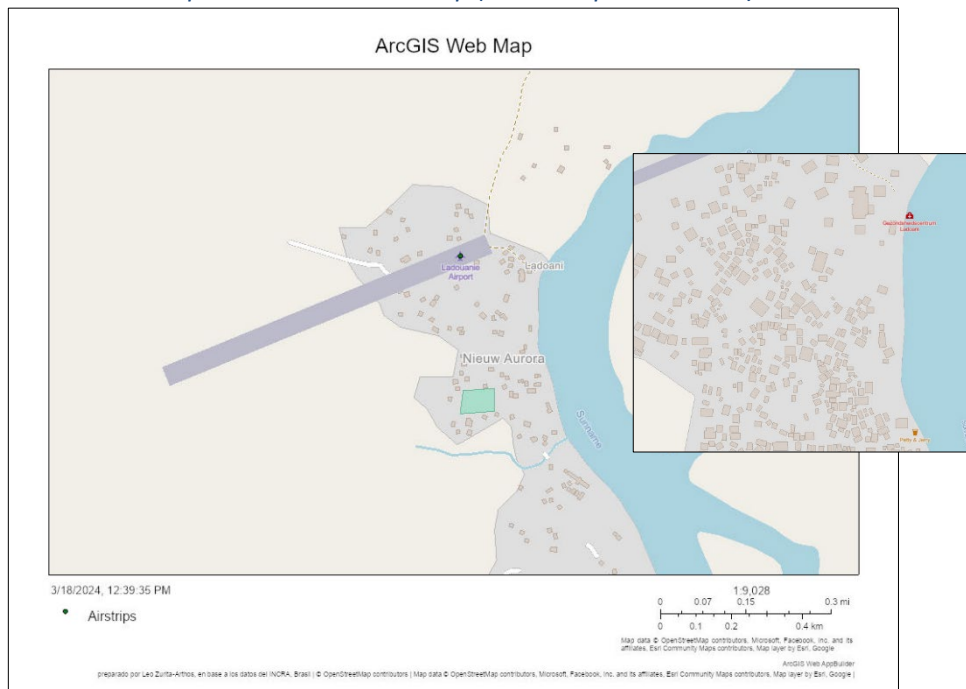 ArcGIS Web Map
Ladouanie
Airport
Ladoani
Nieuw Aurora
Suriname
Gezondheidscentrum
Ladoani
3/18/2024, 12:39:35 PM
Airstrips
1:9,028
0 0.07 0.15 0.3 mi
0 0.1 0.2 0.4 km
Map data © OpenStreetMap contributors, Microsoft, Facebook, Inc. and its
affiliates, Esri Community Maps contributors, Map layer by Esri, Google
ArcGIS Web AppBuilder
preparado por Leo Zurita-Arthos, en base a los datos del INCRA, Brasil | © OpenStreetMap contributors | Map data © OpenStreetMap contributors, Microsoft, Facebook, Inc. and its affiliates, Esri Community Maps contributors, Map layer by Esri, Google |